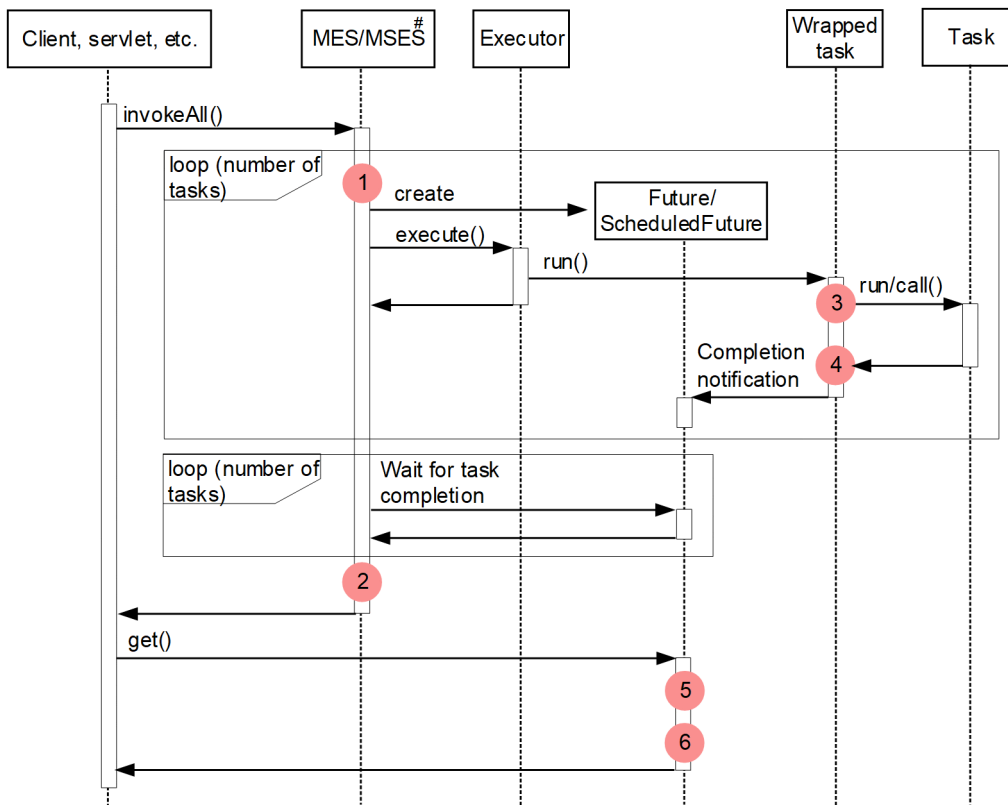 Client, servlet, etc.
MES/MSES#
Executor
Wrapped
task
Task
invokeAll()
loop (number of
tasks)
1
create
Future/
ScheduledFuture
execute()
run()
3
run/call()
Completion
notification
4
loop (number of
tasks)
Wait for task
completion
2
get()
5
6